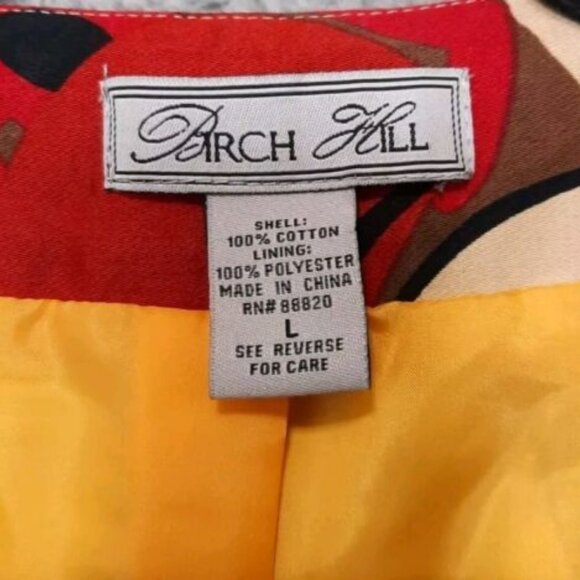 BIRCH HILL
SHELL:
100% COTTON
LINING:
100% POLYESTER
MADE IN CHINA
RN# 88820
L
SEE REVERSE
FOR CARE